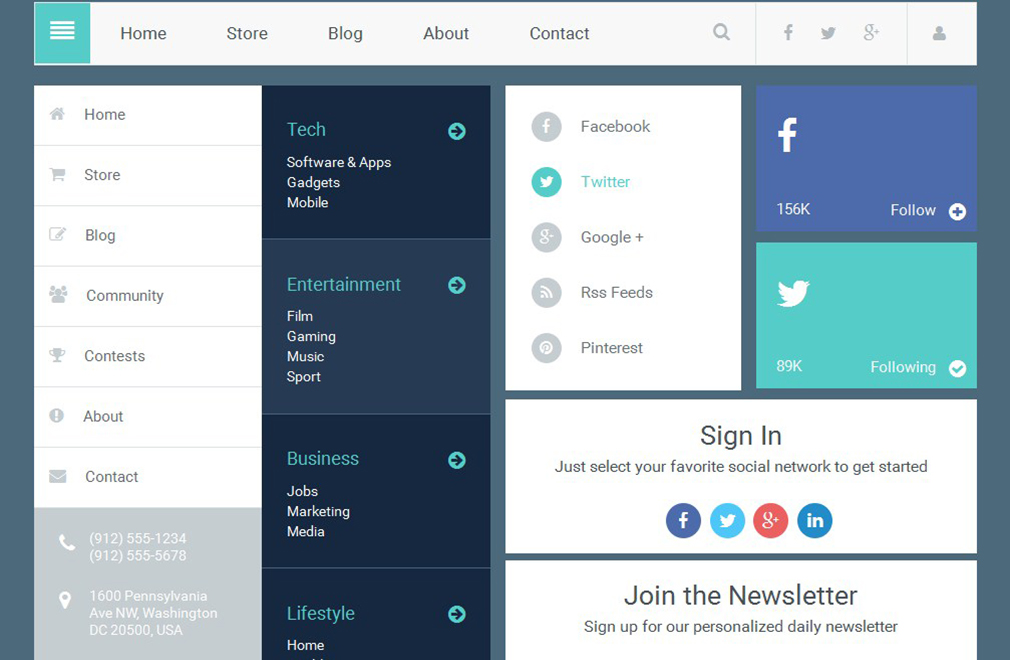 Home Store Blog About Contact
Home
Store
Blog
Community
Contests
About
Contact
(912) 555-1234
(912) 555-5678
1600 Pennsylvania
Ave NW, Washington
DC 20500, USA
Tech
Software & Apps
Gadgets
Mobile
Entertainment
Film
Gaming
Music
Sport
Business
Jobs
Marketing
Media
Lifestyle
Home
Facebook
Twitter
Google +
Rss Feeds
Pinterest
156K Follow
89K Following
Sign In
Just select your favorite social network to get started
Join the Newsletter
Sign up for our personalized daily newsletter